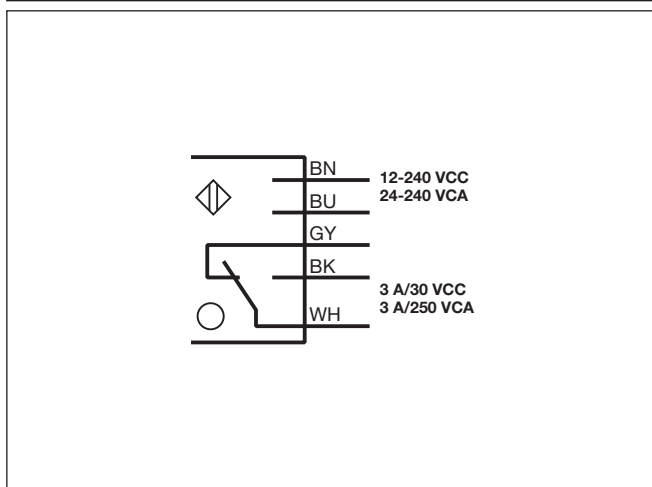 BN
12-240 VCC
24-240 VCA
BU
GY
BK
3 A/30 VCC
3 A/250 VCA
WH